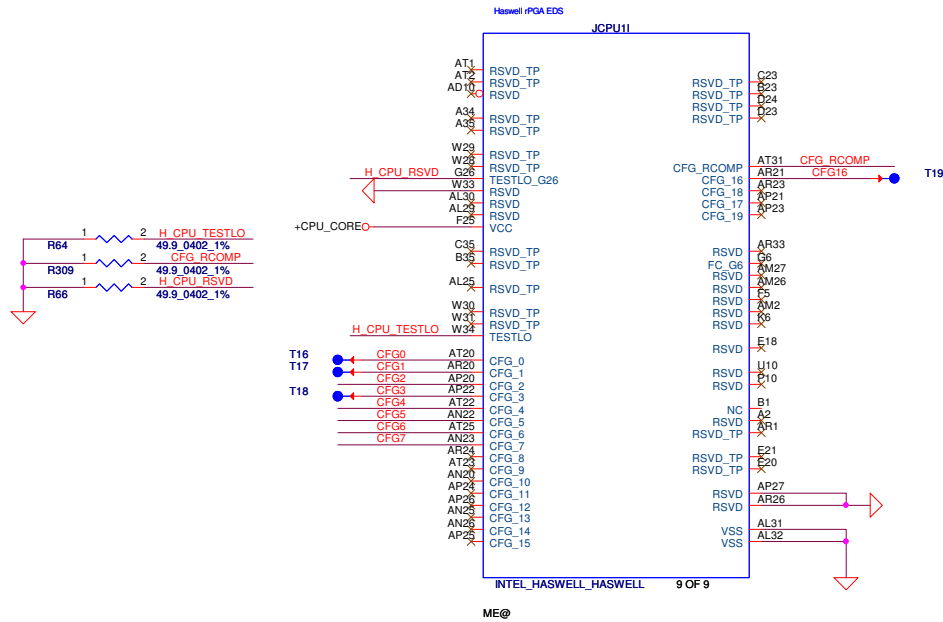 Haswell rPGA EDS
JCPU1I
AT1 RSVD_TP
AT2 RSVD_TP
AD10 RSVD
A34 RSVD_TP
A35 RSVD_TP
W29 RSVD_TP
W28 RSVD_TP
H_CPU_RSVD G26 TESTLO_G26
W33 RSVD
AL30 RSVD
AL29 RSVD
+CPU_CORE F25 VCC
C35 RSVD_TP
B35 RSVD_TP
AL25 RSVD_TP
W30 RSVD_TP
W31 RSVD_TP
H_CPU_TESTLO W34 TESTLO
T16 CFG0 AT20 CFG_0
T17 CFG1 AR20 CFG_1
CFG2 AP20 CFG_2
T18 CFG3 AP22 CFG_3
CFG4 AT22 CFG_4
CFG5 AN22 CFG_5
CFG6 AT25 CFG_6
CFG7 AN23 CFG_7
AR24 CFG_8
AT23 CFG_9
AN20 CFG_10
AP24 CFG_11
AP26 CFG_12
AN25 CFG_13
AN26 CFG_14
AP25 CFG_15
RSVD_TP C23
RSVD_TP B23
RSVD_TP D24
RSVD_TP D23
CFG_RCOMP AT31 CFG_RCOMP
CFG_16 AR21 CFG16 T19
CFG_18 AR23
CFG_17 AP21
CFG_19 AP23
RSVD AR33
FC_G6 G6
RSVD AM27
RSVD AM26
RSVD F5
RSVD AM2
RSVD K6
RSVD E18
RSVD U10
RSVD P10
NC B1
RSVD A2
RSVD_TP AR1
RSVD_TP E21
RSVD_TP E20
RSVD AP27
RSVD AR26
VSS AL31
VSS AL32
1 2 H_CPU_TESTLO
R64 49.9_0402_1%
1 2 CFG_RCOMP
R309 49.9_0402_1%
1 2 H_CPU_RSVD
R66 49.9_0402_1%
INTEL_HASWELL_HASWELL 9 OF 9
ME@